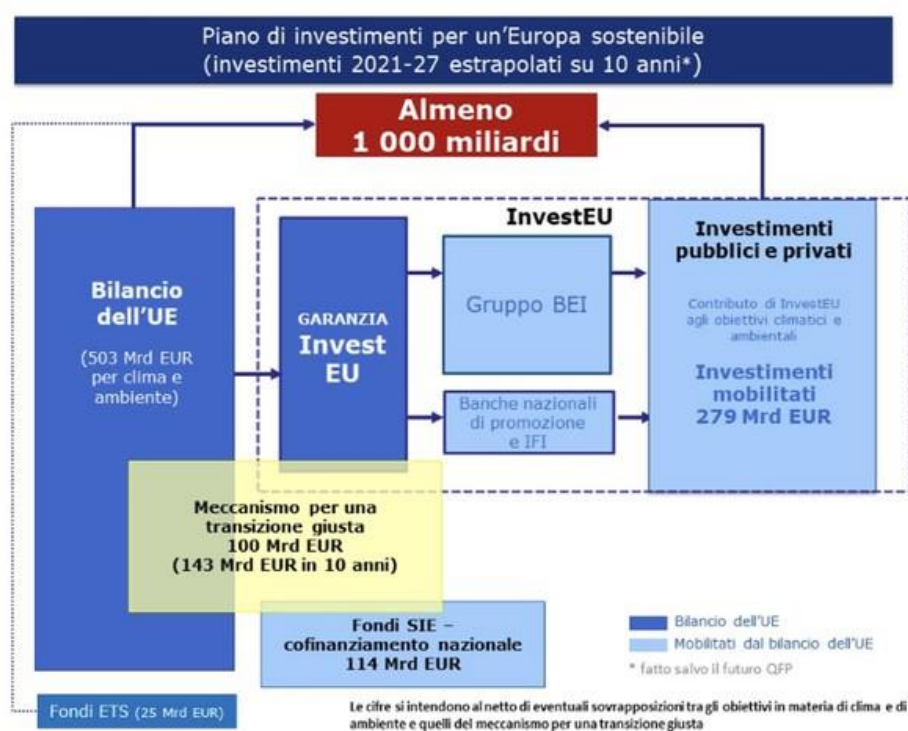 Piano di investimenti per un'Europa sostenibile
(investimenti 2021-27 estrapolati su 10 anni*)
Almeno
1 000 miliardi
Bilancio
dell'UE
(503 Mrd EUR
per clima e
ambiente)
InvestEU
GARANZIA
Invest
EU
Gruppo BEI
Banche nazionali
di promozione
e IFI
Investimenti
pubblici e privati
Contributo di InvestEU
agli obiettivi climatici e
ambientali
Investimenti
mobilitati
279 Mrd EUR
Meccanismo per una
transizione giusta
100 Mrd EUR
(143 Mrd EUR in 10 anni)
Fondi SIE –
cofinanziamento nazionale
114 Mrd EUR
Bilancio dell'UE
Mobilitati dal bilancio dell'UE
* fatto salvo il futuro QFP
Fondi ETS (25 Mrd EUR)
Le cifre si intendono al netto di eventuali sovrapposizioni tra gli obiettivi in materia di clima e di
ambiente e quelli del meccanismo per una transizione giusta